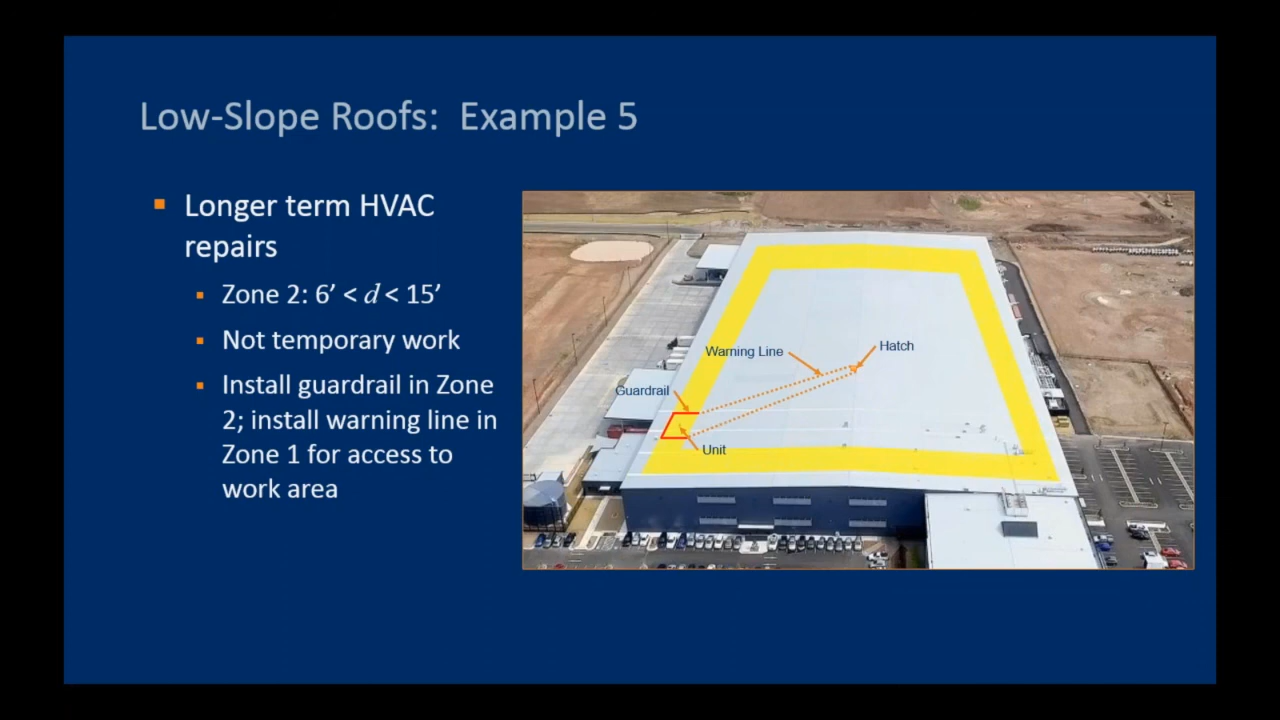 Low-Slope Roofs: Example 5
Longer term HVAC
repairs
Zone 2: 6’ < d < 15’
Not temporary work
Install guardrail in Zone
2; install warning line in
Zone 1 for access to
work area
Warning Line
Hatch
Guardrail
Unit